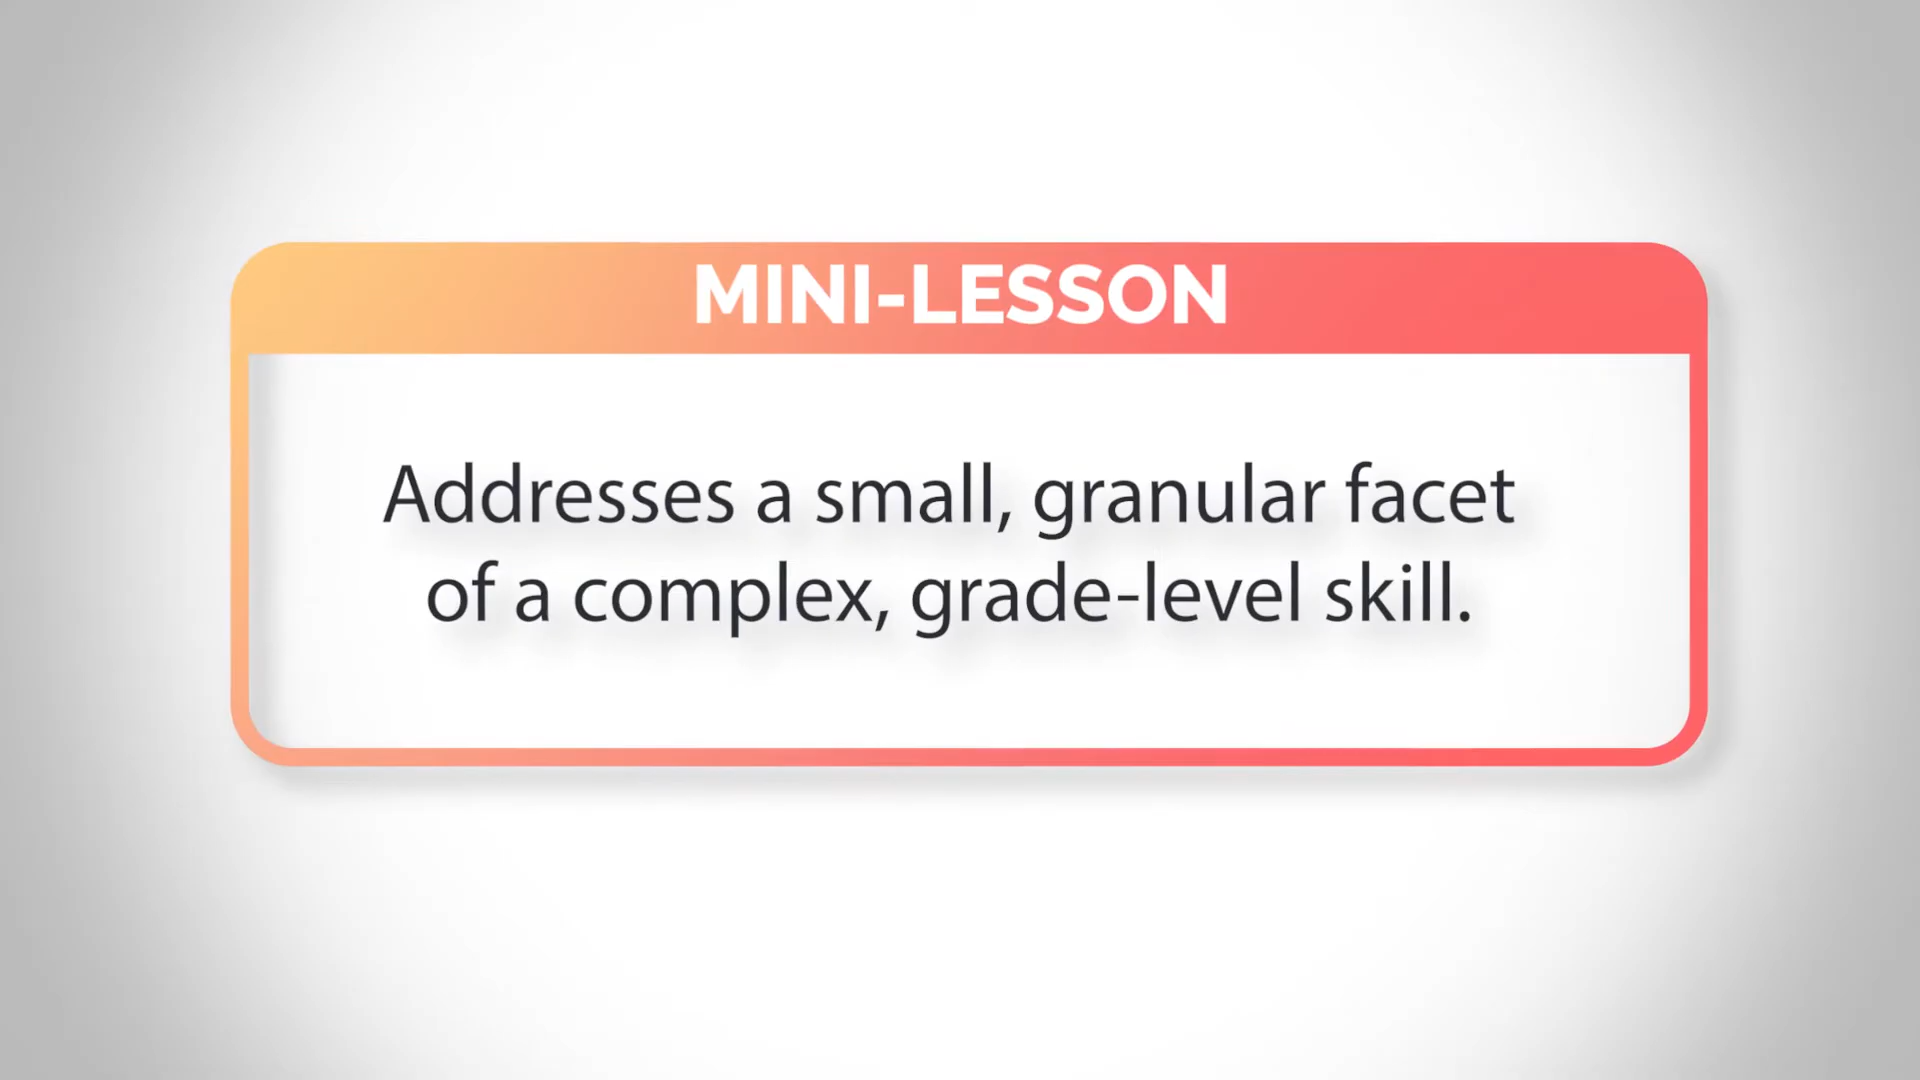 MINI-LESSON
Addresses a small, granular facet
of a complex, grade-level skill.